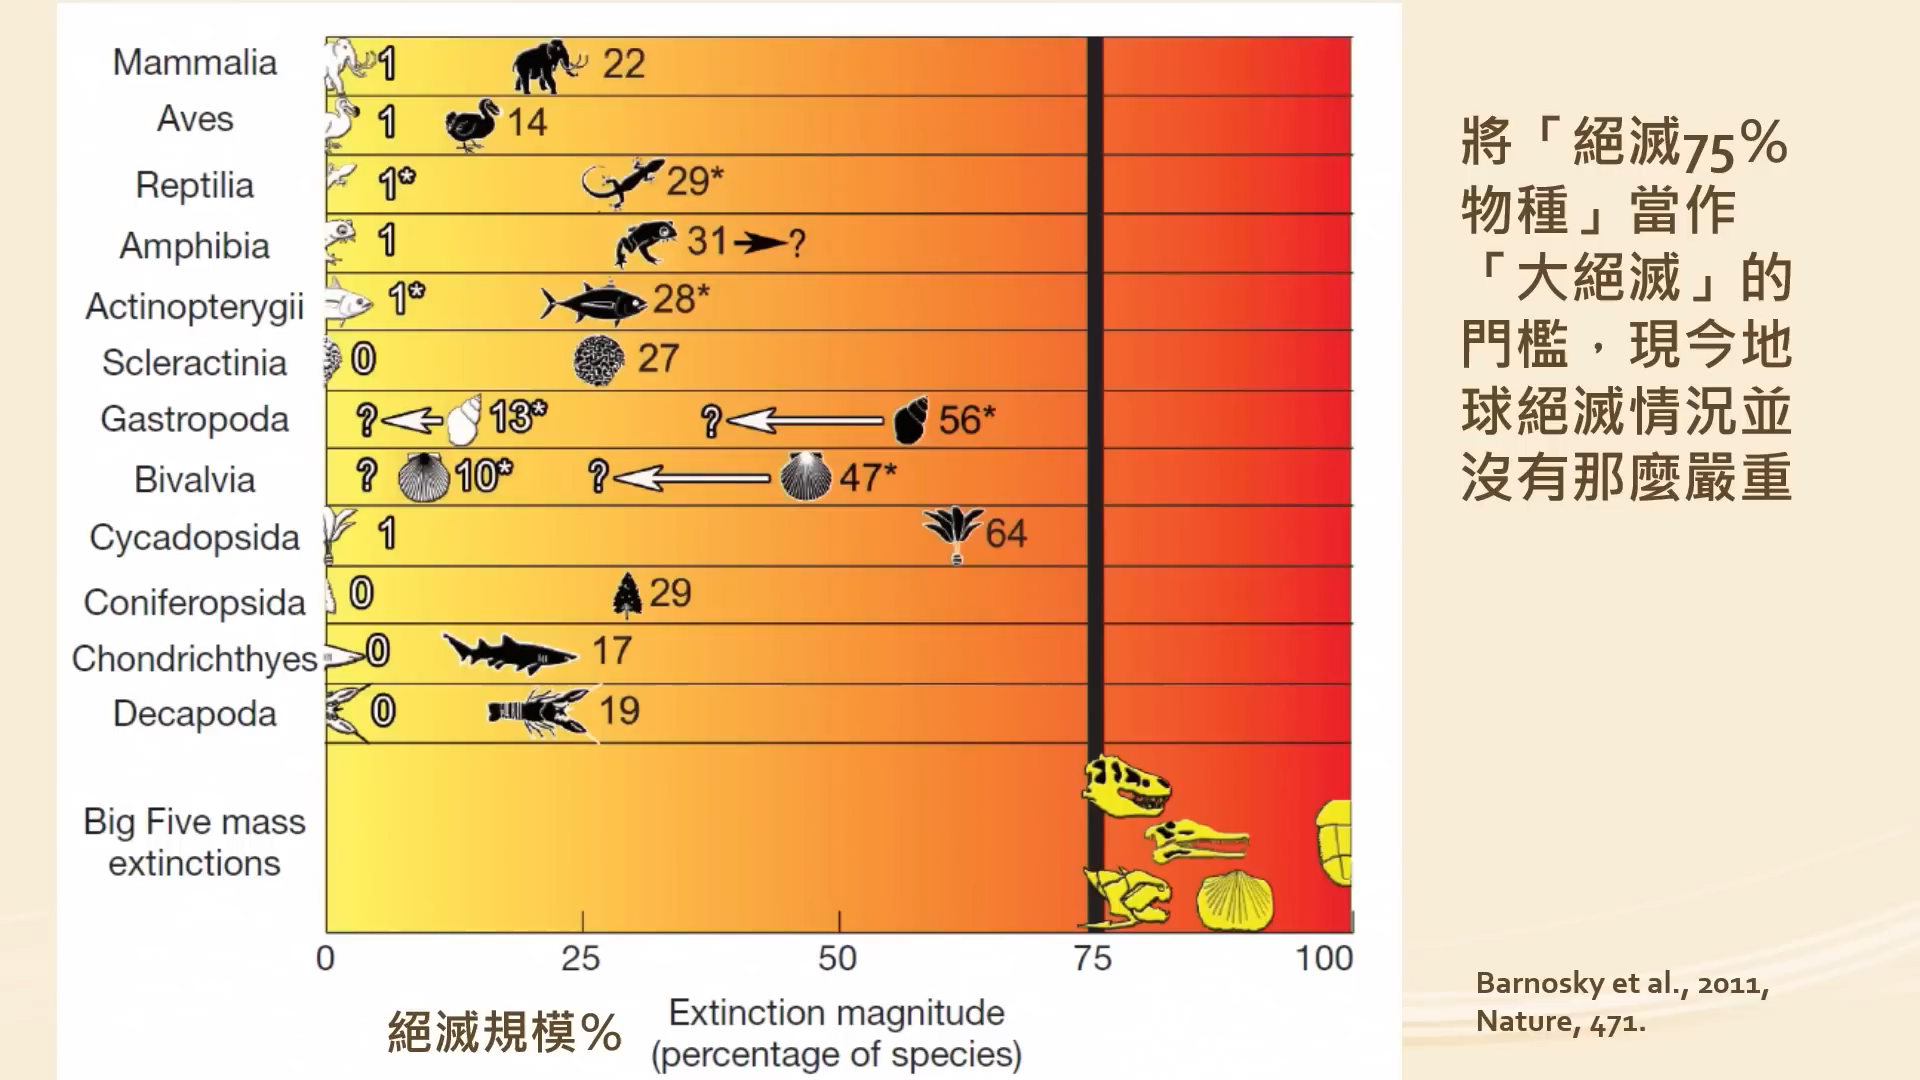 Mammalia 1 22
Aves 1 14
Reptilia 1* 29*
Amphibia 1 31 ?
Actinopterygii 1* 28*
Scleractinia 0 27
Gastropoda ? 13* ? 56*
Bivalvia ? 10* ? 47*
Cycadopsida 1 64
Coniferopsida 0 29
Chondrichthyes 0 17
Decapoda 0 19
Big Five mass
extinctions
0 25 50 75 100
絕滅規模%
Extinction magnitude
(percentage of species)
將「絕滅75%
物種」當作
「大絕滅」的
門檻，現今地
球絕滅情況並
沒有那麼嚴重
Barnosky et al., 2011,
Nature, 471.